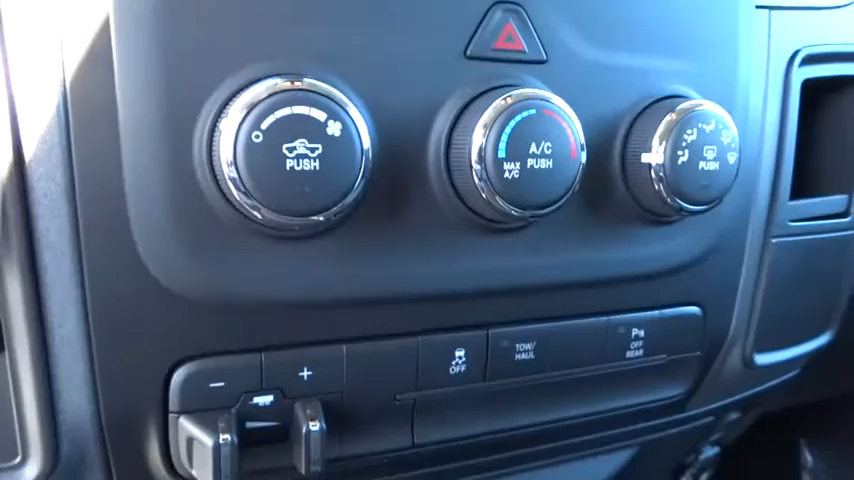 PUSH
A/C
PUSH
MAX
A/C
PUSH
- +
OFF
TOW/
HAUL
P
OFF
REAR